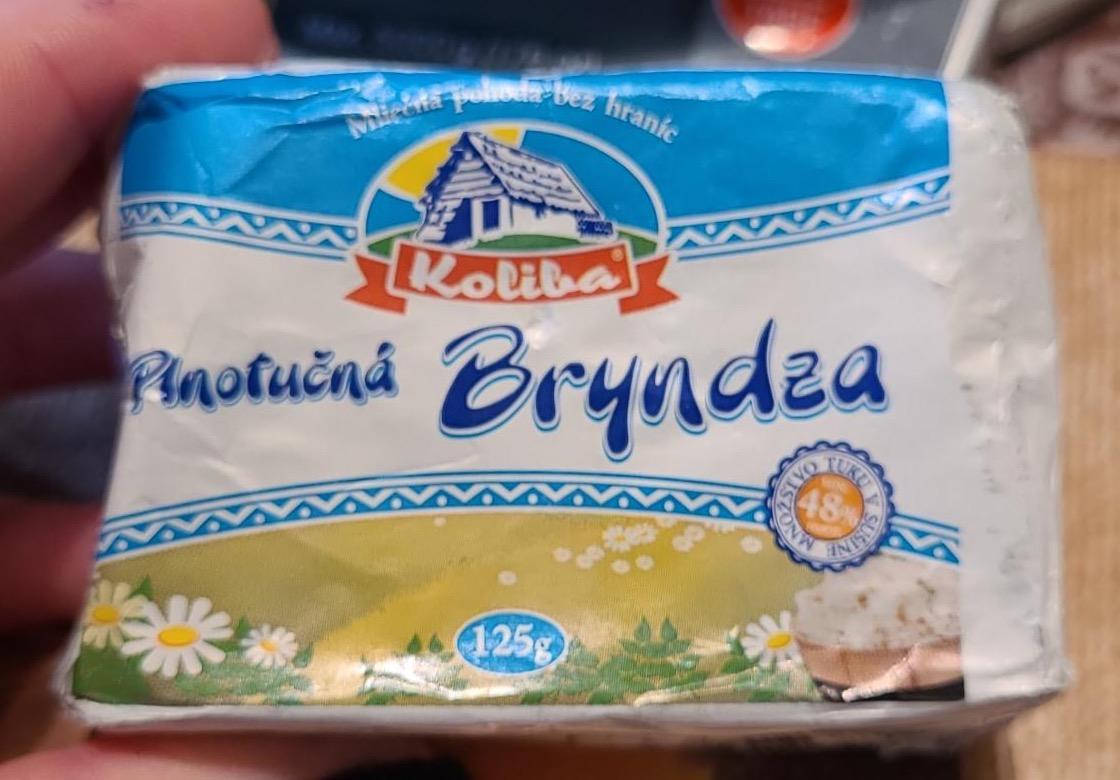 Mliečna pohoda bez hraníc
Koliba®
Plnotučná Bryndza
MNOŽSTVO TUKU V SUŠINE
48%
125g